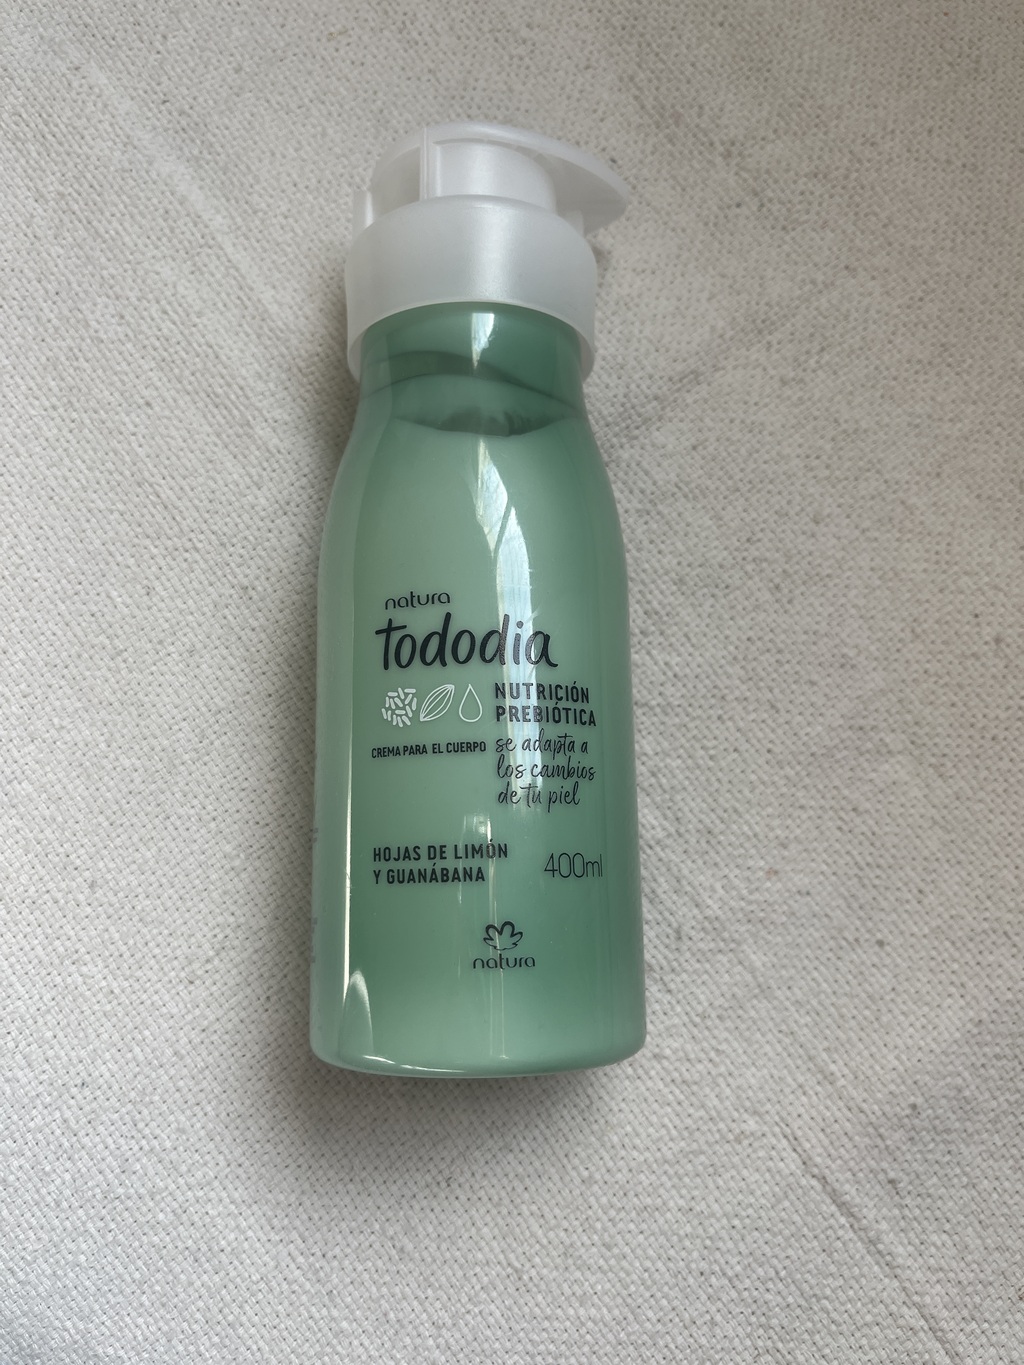 natura
tododia
NUTRICIÓN
PREBIÓTICA
CREMA PARA EL CUERPO
se adapta a
los cambios
de tu piel
HOJAS DE LIMÓN
Y GUANÁBANA
400ml
natura